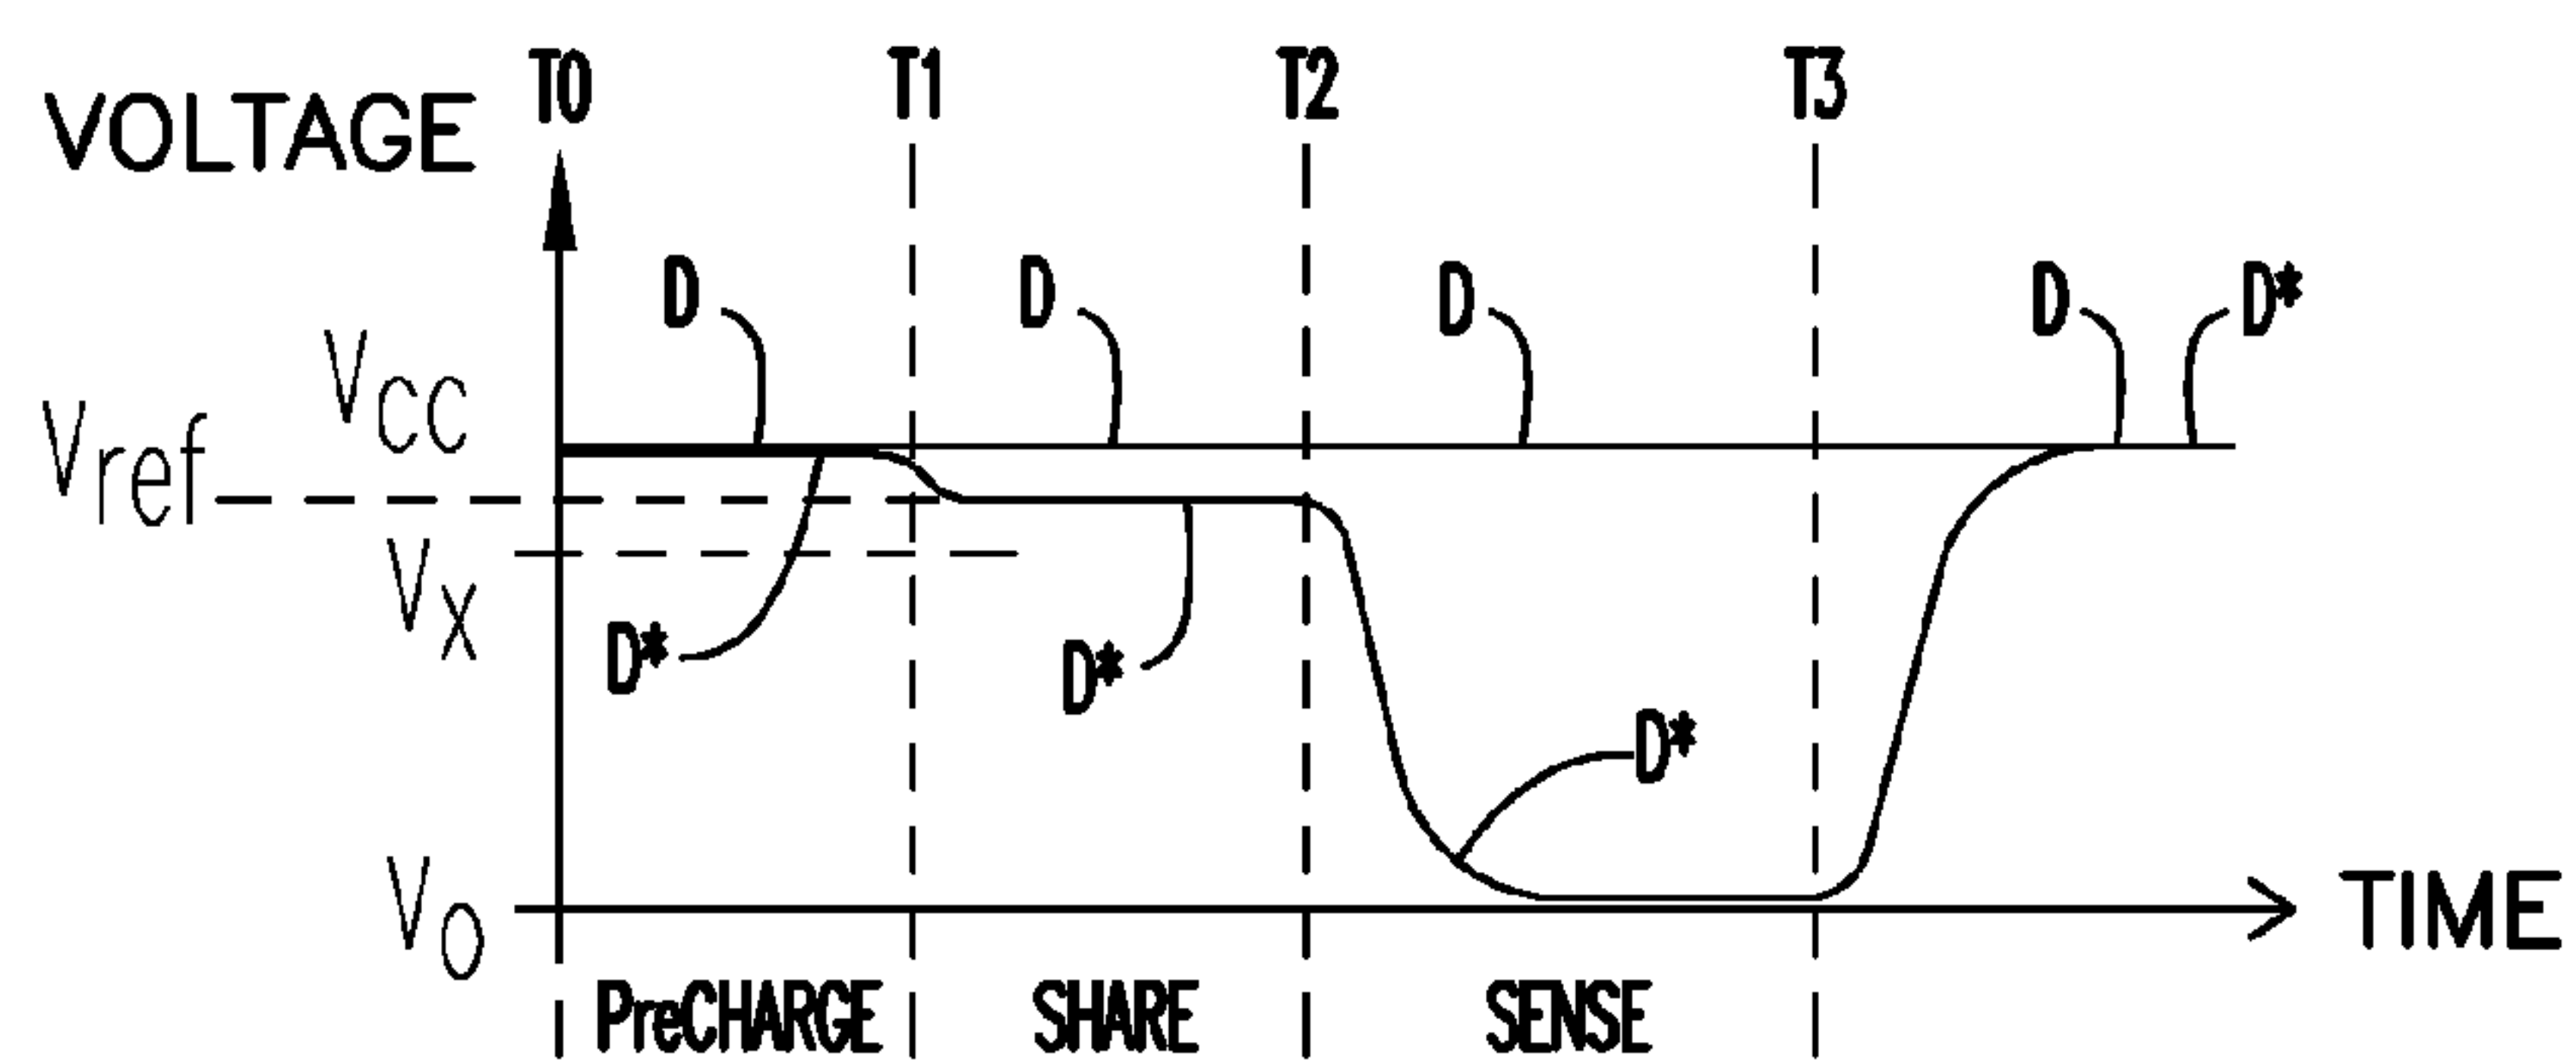 VOLTAGE T0 T1 T2 T3
D D D D D*
VCC
Vref
VX
D* D*
D*
VO
TIME
PreCHARGE SHARE SENSE